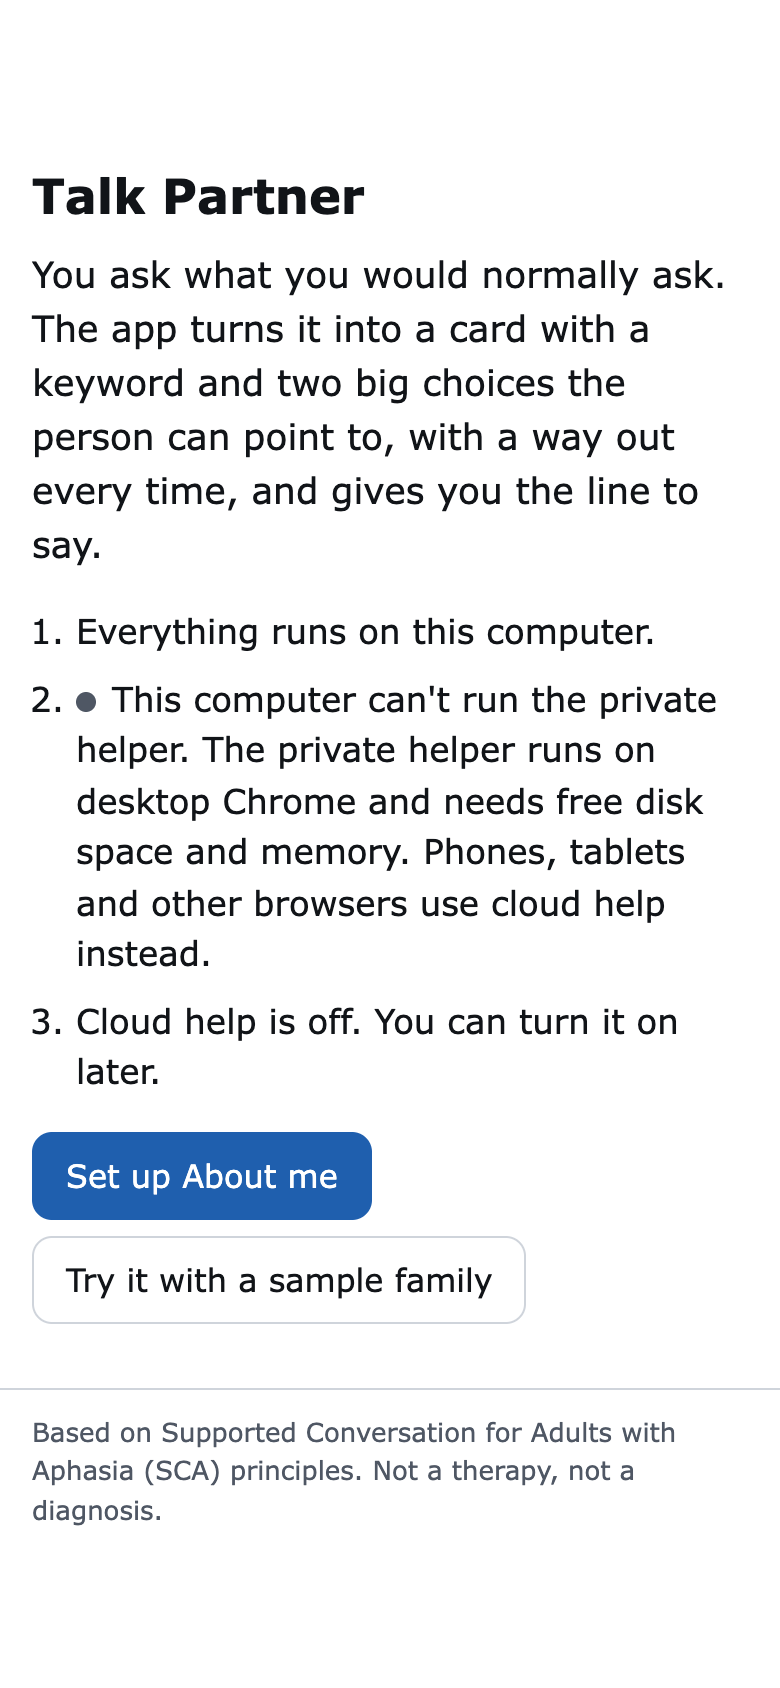 Talk Partner
You ask what you would normally ask.
The app turns it into a card with a
keyword and two big choices the
person can point to, with a way out
every time, and gives you the line to
say.
1. Everything runs on this computer.
2. ● This computer can't run the private
helper. The private helper runs on
desktop Chrome and needs free disk
space and memory. Phones, tablets
and other browsers use cloud help
instead.
3. Cloud help is off. You can turn it on
later.
Set up About me
Try it with a sample family
Based on Supported Conversation for Adults with
Aphasia (SCA) principles. Not a therapy, not a
diagnosis.